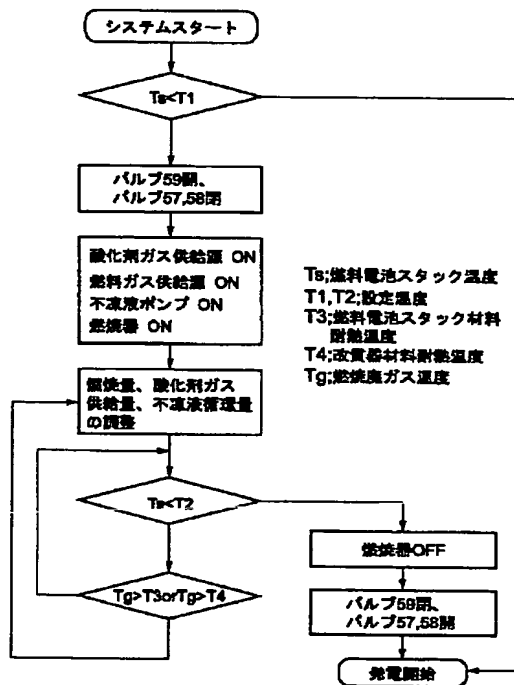 システムスタート
Ts<T1
バルブ59開、
バルブ57,58閉
酸化剤ガス供給源 ON
燃料ガス供給源 ON
不凍液ポンプ ON
燃焼器 ON
燃焼量、酸化剤ガス
供給量、不凍液循環量
の調整
Ts<T2
Tg>T3orTg>T4
Ts;燃料電池スタック温度
T1,T2;設定温度
T3;燃料電池スタック材料
耐熱温度
T4;改質器材料耐熱温度
Tg;燃焼廃ガス温度
燃焼器OFF
バルブ59閉、
バルブ57,58開
発電開始